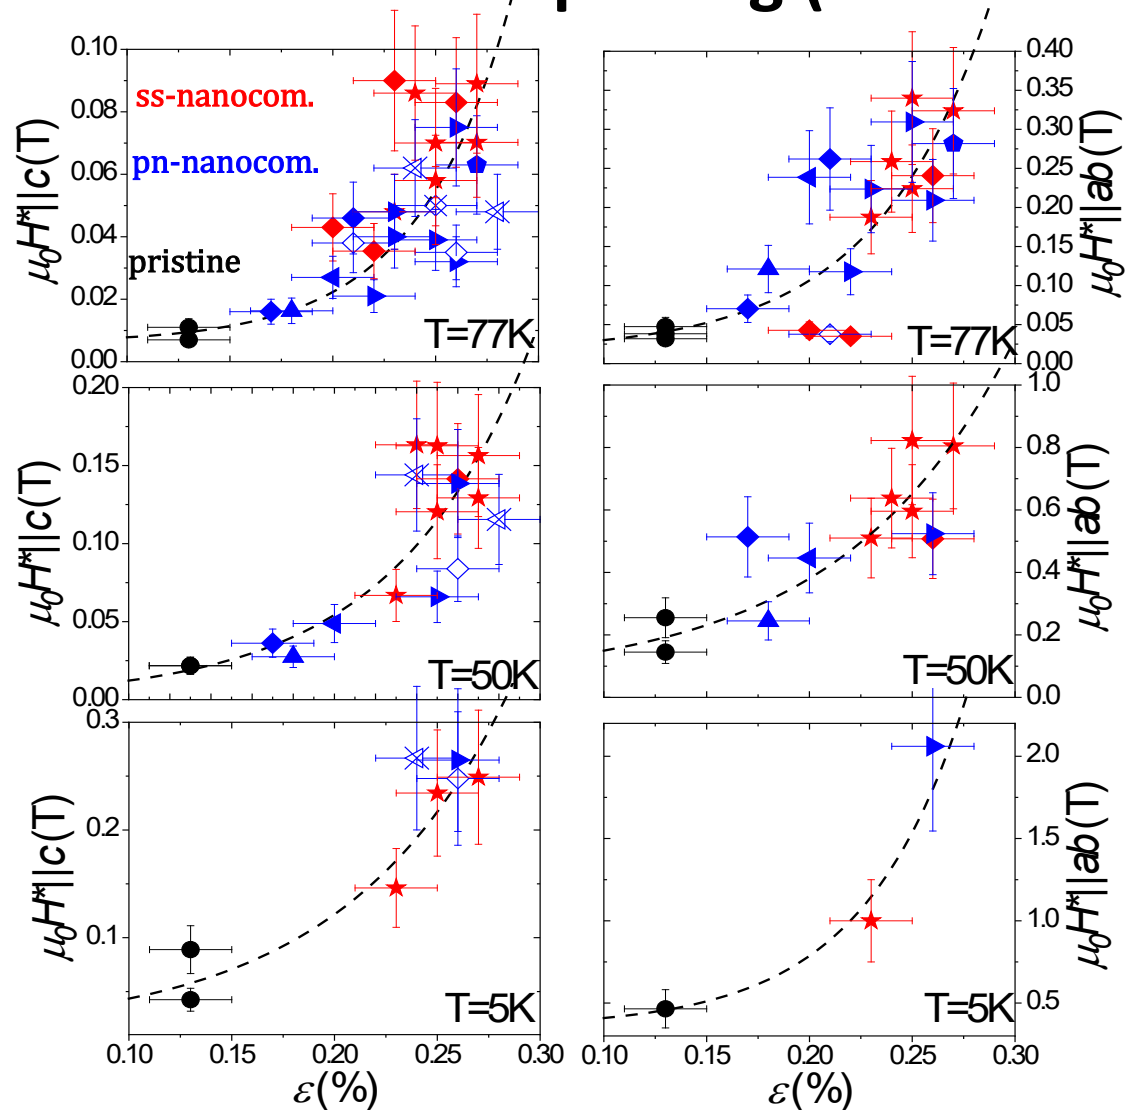 0.10
0.08
0.06
0.04
0.02
0.00
μ₀H*||c(T)
ss-nanocom.
pn-nanocom.
pristine
T=77K
0.40
0.35
0.30
0.25
0.20
0.15
0.10
0.05
0.00
μ₀H*||ab(T)
T=77K
0.20
0.15
0.10
0.05
0.00
μ₀H*||c(T)
T=50K
1.0
0.8
0.6
0.4
0.2
0.0
μ₀H*||ab(T)
T=50K
0.3
0.2
0.1
μ₀H*||c(T)
T=5K
2.0
1.5
1.0
0.5
μ₀H*||ab(T)
T=5K
0.10 0.15 0.20 0.25 0.30
ε(%)
0.10 0.15 0.20 0.25 0.30
ε(%)